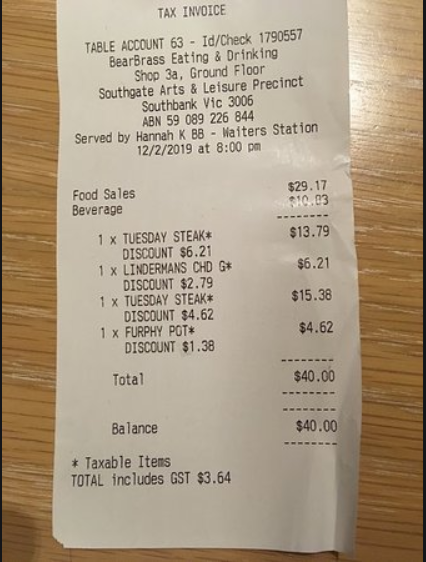 TAX INVOICE
TABLE ACCOUNT 63 - Id/Check 1790557
BearBrass Eating & Drinking
Shop 3a, Ground Floor
Southgate Arts & Leisure Precinct
Southbank Vic 3006
ABN 59 089 226 844
Served by Hannah K BB - Waiters Station
12/2/2019 at 8:00 pm
Food Sales $29.17
Beverage $10.83
--------
1 x TUESDAY STEAK* $13.79
DISCOUNT $6.21
1 x LINDERMANS CHD G* $6.21
DISCOUNT $2.79
1 x TUESDAY STEAK* $15.38
DISCOUNT $4.62
1 x FURPHY POT* $4.62
DISCOUNT $1.38
--------
Total $40.00
--------
--------
Balance $40.00
--------
* Taxable Items
TOTAL includes GST $3.64